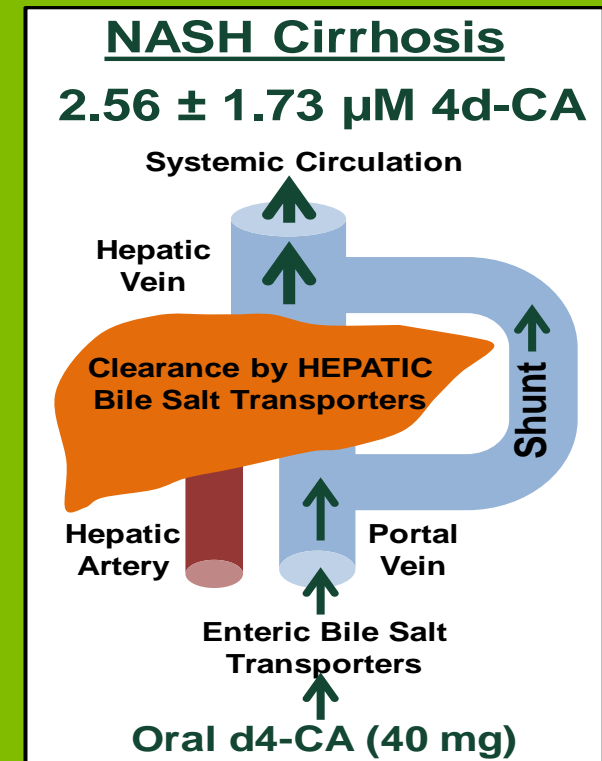 NASH Cirrhosis
2.56 ± 1.73 µM 4d-CA
Systemic Circulation
Hepatic
Vein
Clearance by HEPATIC
Bile Salt Transporters
Shunt
Hepatic
Artery
Portal
Vein
Enteric Bile Salt
Transporters
Oral d4-CA (40 mg)